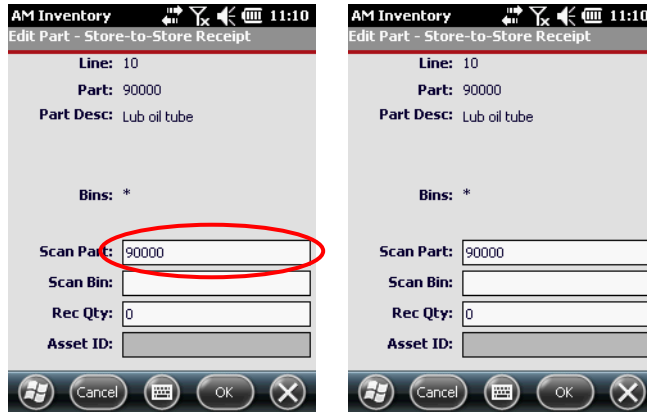 AM Inventory 11:10
Edit Part - Store-to-Store Receipt
Line: 10
Part: 90000
Part Desc: Lub oil tube
Bins: *
Scan Part: 90000
Scan Bin:
Rec Qty: 0
Asset ID:
Cancel OK
AM Inventory 11:10
Edit Part - Store-to-Store Receipt
Line: 10
Part: 90000
Part Desc: Lub oil tube
Bins: *
Scan Part: 90000
Scan Bin:
Rec Qty: 0
Asset ID:
Cancel OK